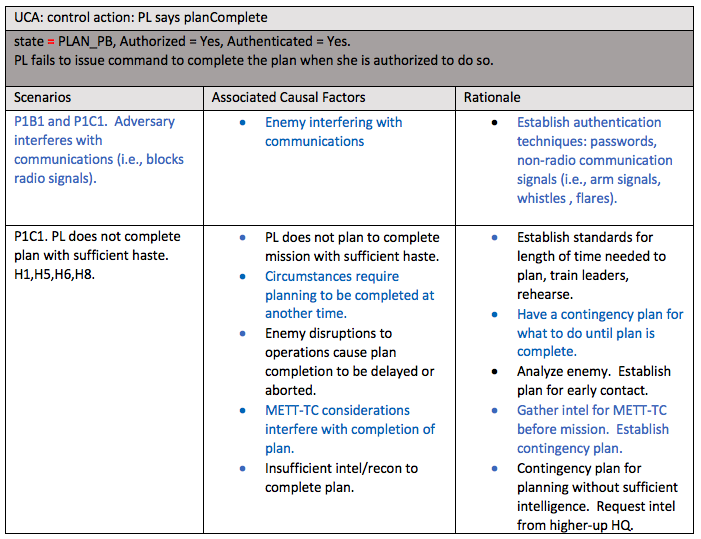 UCA: control action: PL says planComplete
state = PLAN_PB, Authorized = Yes, Authenticated = Yes.
PL fails to issue command to complete the plan when she is authorized to do so.
Scenarios
Associated Causal Factors
Rationale
P1B1 and P1C1.  Adversary
interferes with
communications (i.e., blocks
radio signals).
• Enemy interfering with
communications
• Establish authentication
techniques: passwords,
non-radio communication
signals (i.e., arm signals,
whistles , flares).
P1C1. PL does not complete
plan with sufficient haste.
H1,H5,H6,H8.
• PL does not plan to complete
mission with sufficient haste.
• Circumstances require
planning to be completed at
another time.
• Enemy disruptions to
operations cause plan
completion to be delayed or
aborted.
• METT-TC considerations
interfere with completion of
plan.
• Insufficient intel/recon to
complete plan.
• Establish standards for
length of time needed to
plan, train leaders,
rehearse.
• Have a contingency plan for
what to do until plan is
complete.
• Analyze enemy.  Establish
plan for early contact.
• Gather intel for METT-TC
before mission.  Establish
contingency plan.
• Contingency plan for
planning without sufficient
intelligence.  Request intel
from higher-up HQ.